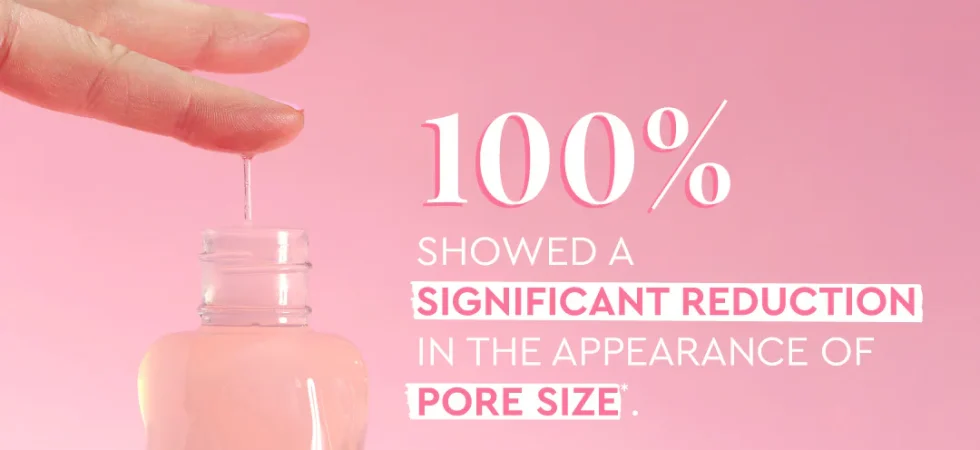 100%
SHOWED A
SIGNIFICANT REDUCTION
IN THE APPEARANCE OF
PORE SIZE*.